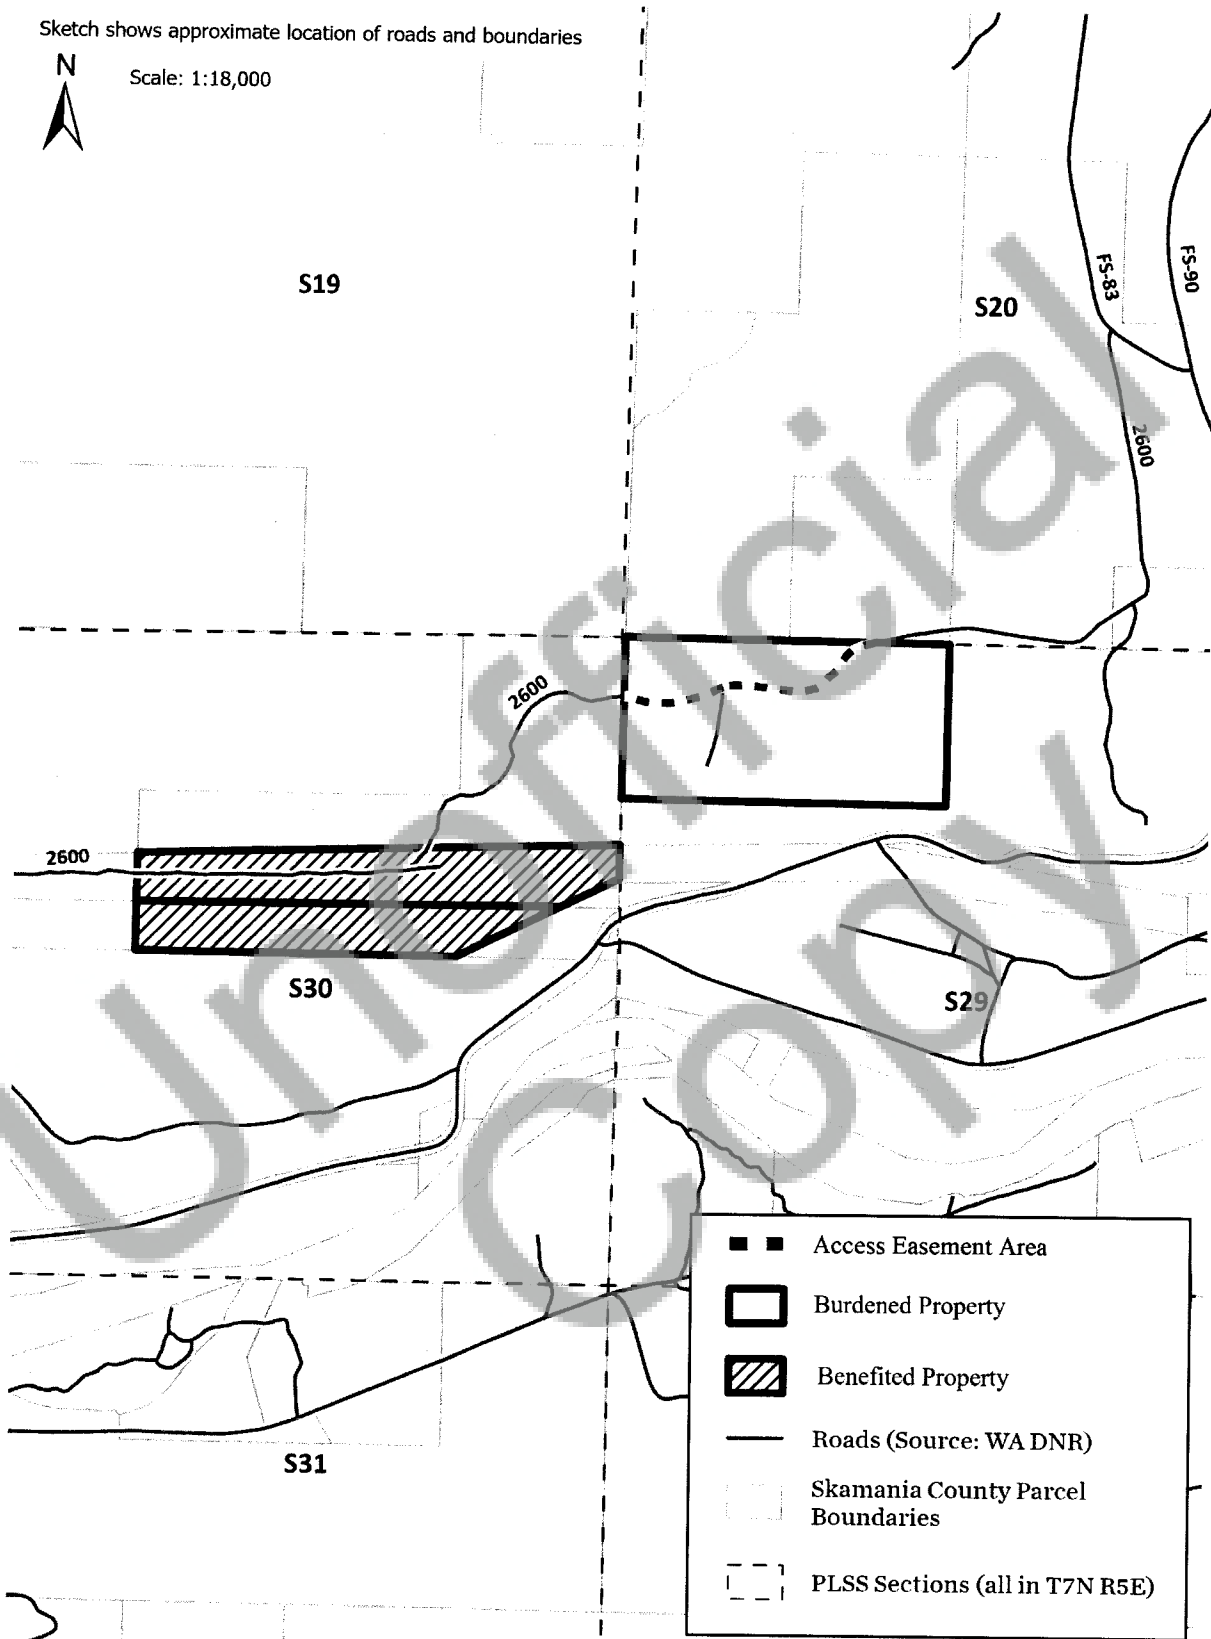 Sketch shows approximate location of roads and boundaries
N
Scale: 1:18,000
S19
S20
FS-83
FS-90
2600
2600
2600
S30
S29
S31
Unofficial
Copy
Access Easement Area
Burdened Property
Benefited Property
Roads (Source: WA DNR)
Skamania County Parcel
Boundaries
PLSS Sections (all in T7N R5E)